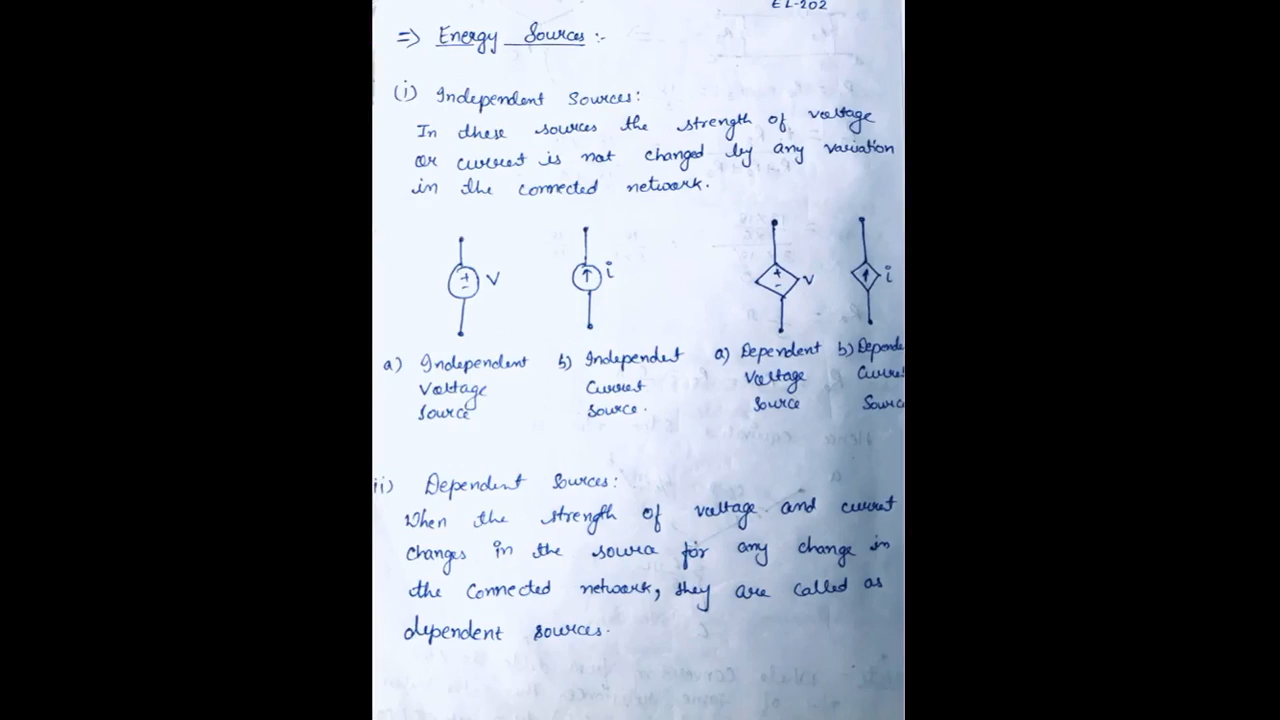 EL-202
=> Energy Sources :-
(i) Independent Sources:
In these sources the strength of voltage
or current is not changed by any variation
in the connected network.
+ - V
↑ i
+ - V
↑ i
a) Independent Voltage Source
b) Independent Current Source.
a) Dependent Voltage Source
b)
ii) Dependent Sources:
When the strength of voltage and current
changes in the source for any change in
the connected network, they are called as
dependent sources.